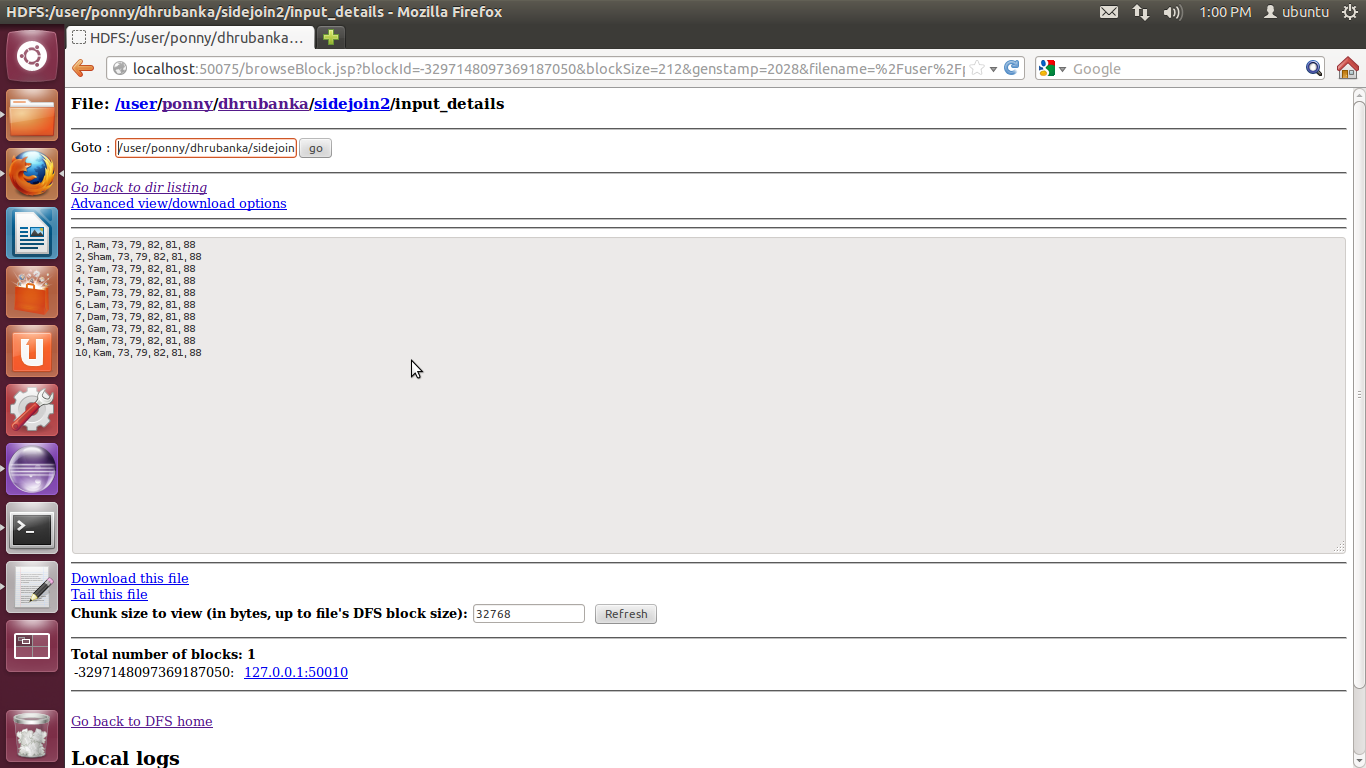 HDFS:/user/ponny/dhrubanka/sidejoin2/input_details - Mozilla Firefox
1:00 PM ubuntu
HDFS:/user/ponny/dhrubanka...
localhost:50075/browseBlock.jsp?blockId=-3297148097369187050&blockSize=212&genstamp=2028&filename=%2Fuser%2Fp
Google
File: /user/ponny/dhrubanka/sidejoin2/input_details
Goto : /user/ponny/dhrubanka/sidejoin go
Go back to dir listing
Advanced view/download options
1,Ram,73,79,82,81,88
2,Sham,73,79,82,81,88
3,Yam,73,79,82,81,88
4,Tam,73,79,82,81,88
5,Pam,73,79,82,81,88
6,Lam,73,79,82,81,88
7,Dam,73,79,82,81,88
8,Gam,73,79,82,81,88
9,Mam,73,79,82,81,88
10,Kam,73,79,82,81,88
Download this file
Tail this file
Chunk size to view (in bytes, up to file's DFS block size): 32768 Refresh
Total number of blocks: 1
-3297148097369187050: 127.0.0.1:50010
Go back to DFS home
Local logs